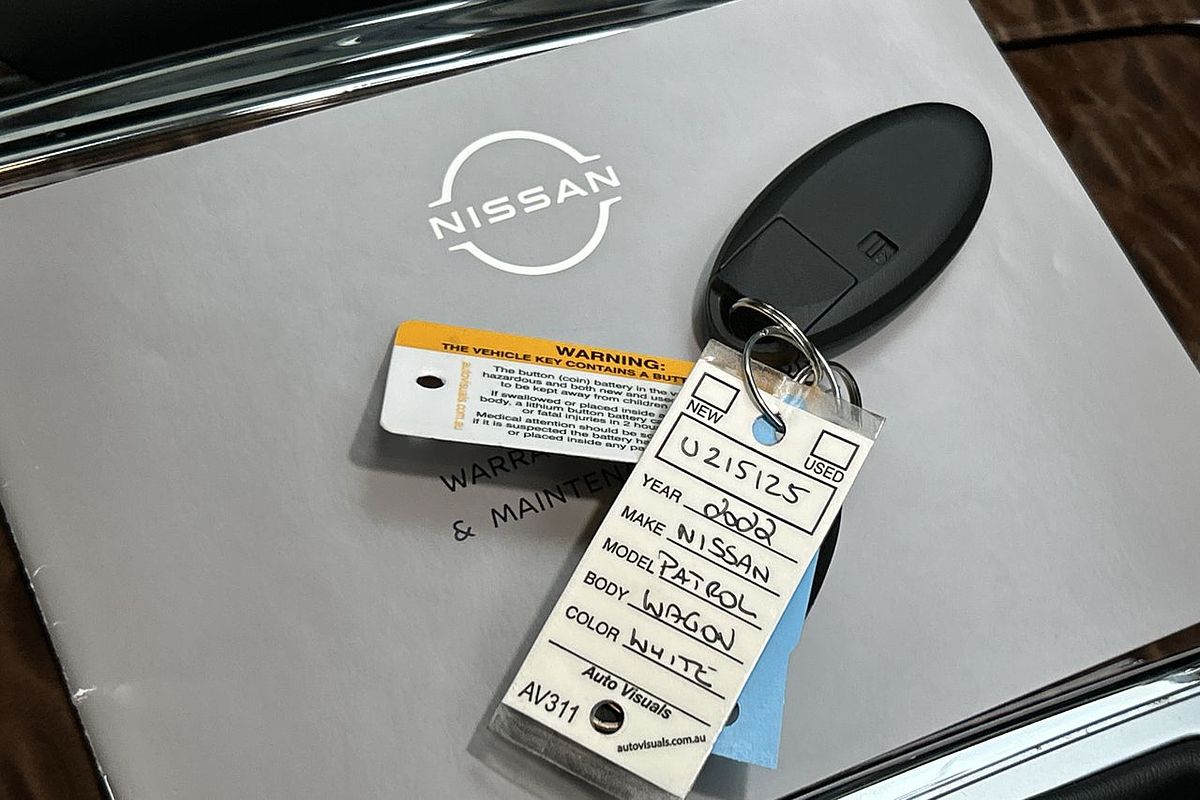 NISSAN
WARNING:
THE VEHICLE KEY CONTAINS A BUTT
autovisuals.com.au
The button (coin) battery in the
hazardous and both new and use
to be kept away from children
If swallowed or placed inside a
body, a lithium button battery c
or fatal injuries in 2 hou
Medical attention should be so
if it is suspected the battery ha
or placed inside any pa
WARRA
& MAINTEN
NEW
USED
U215125
YEAR 2022
MAKE NISSAN
MODEL PATROL
BODY WAGON
COLOR WHITE
Auto Visuals
AV311
autovisuals.com.au